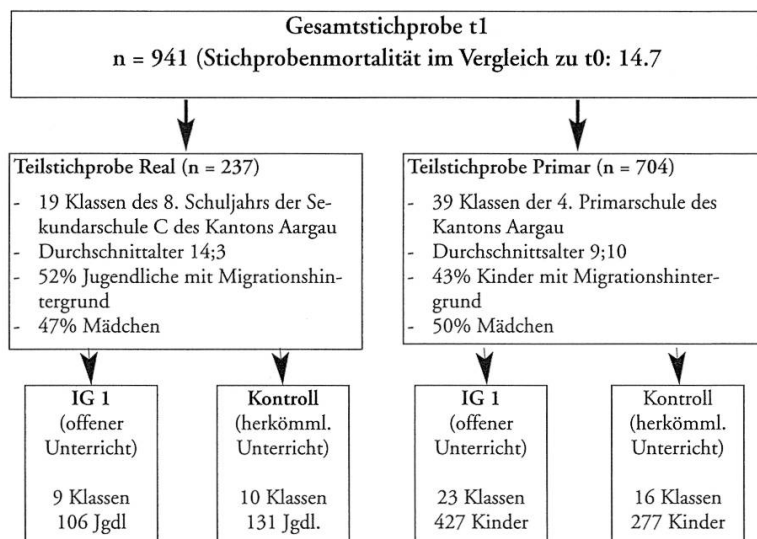 Gesamtstichprobe t1
n = 941 (Stichprobenmortalität im Vergleich zu t0: 14.7
Teilstichprobe Real (n = 237)
- 19 Klassen des 8. Schuljahrs der Se-
kundarschule C des Kantons Aargau
- Durchschnittalter 14;3
- 52% Jugendliche mit Migrationshin-
tergrund
- 47% Mädchen
Teilstichprobe Primar (n = 704)
- 39 Klassen der 4. Primarschule des
Kantons Aargau
- Durchschnittsalter 9;10
- 43% Kinder mit Migrationshinter-
grund
- 50% Mädchen
IG 1
(offener
Unterricht)
9 Klassen
106 Jgdl
Kontroll
(herkömml.
Unterricht)
10 Klassen
131 Jgdl.
IG 1
(offener
Unterricht)
23 Klassen
427 Kinder
Kontroll
(herkömml.
Unterricht)
16 Klassen
277 Kinder